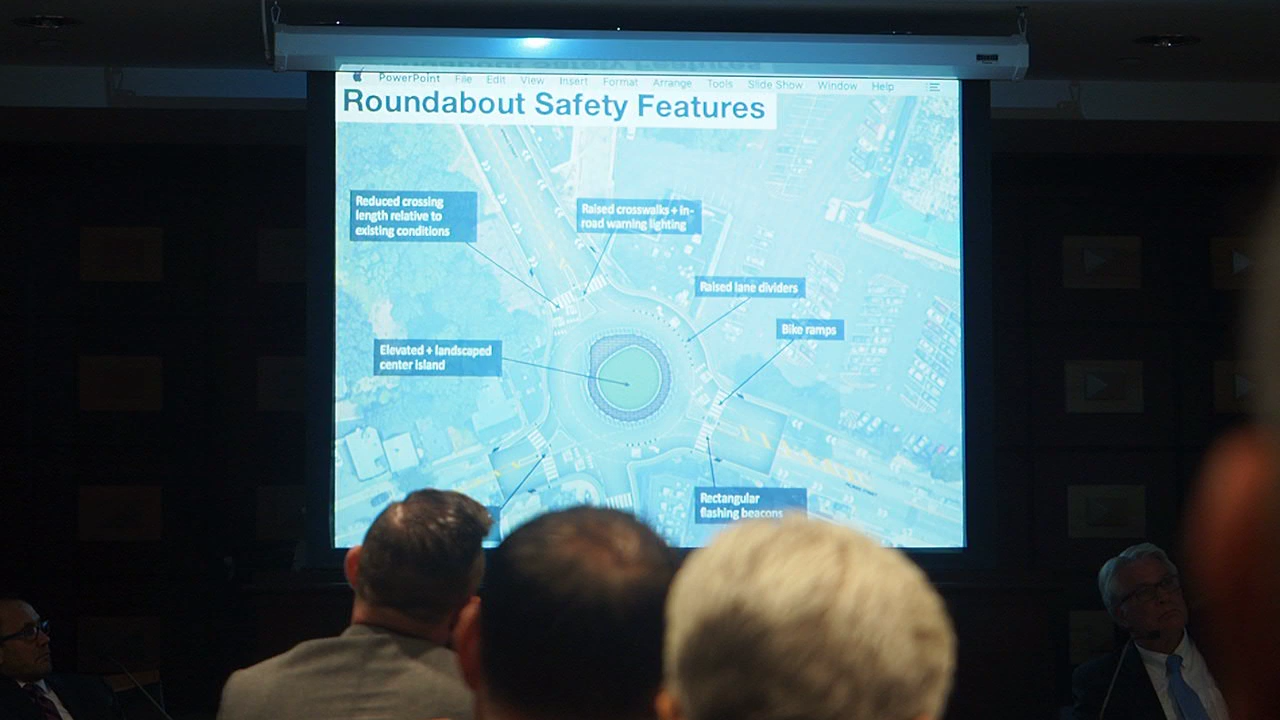 PowerPoint File Edit View Insert Format Arrange Tools Slide Show Window Help
Roundabout Safety Features
Reduced crossing
length relative to
existing conditions
Raised crosswalks + in-
road warning lighting
Raised lane dividers
Bike ramps
Elevated + landscaped
center island
Rectangular
flashing beacons